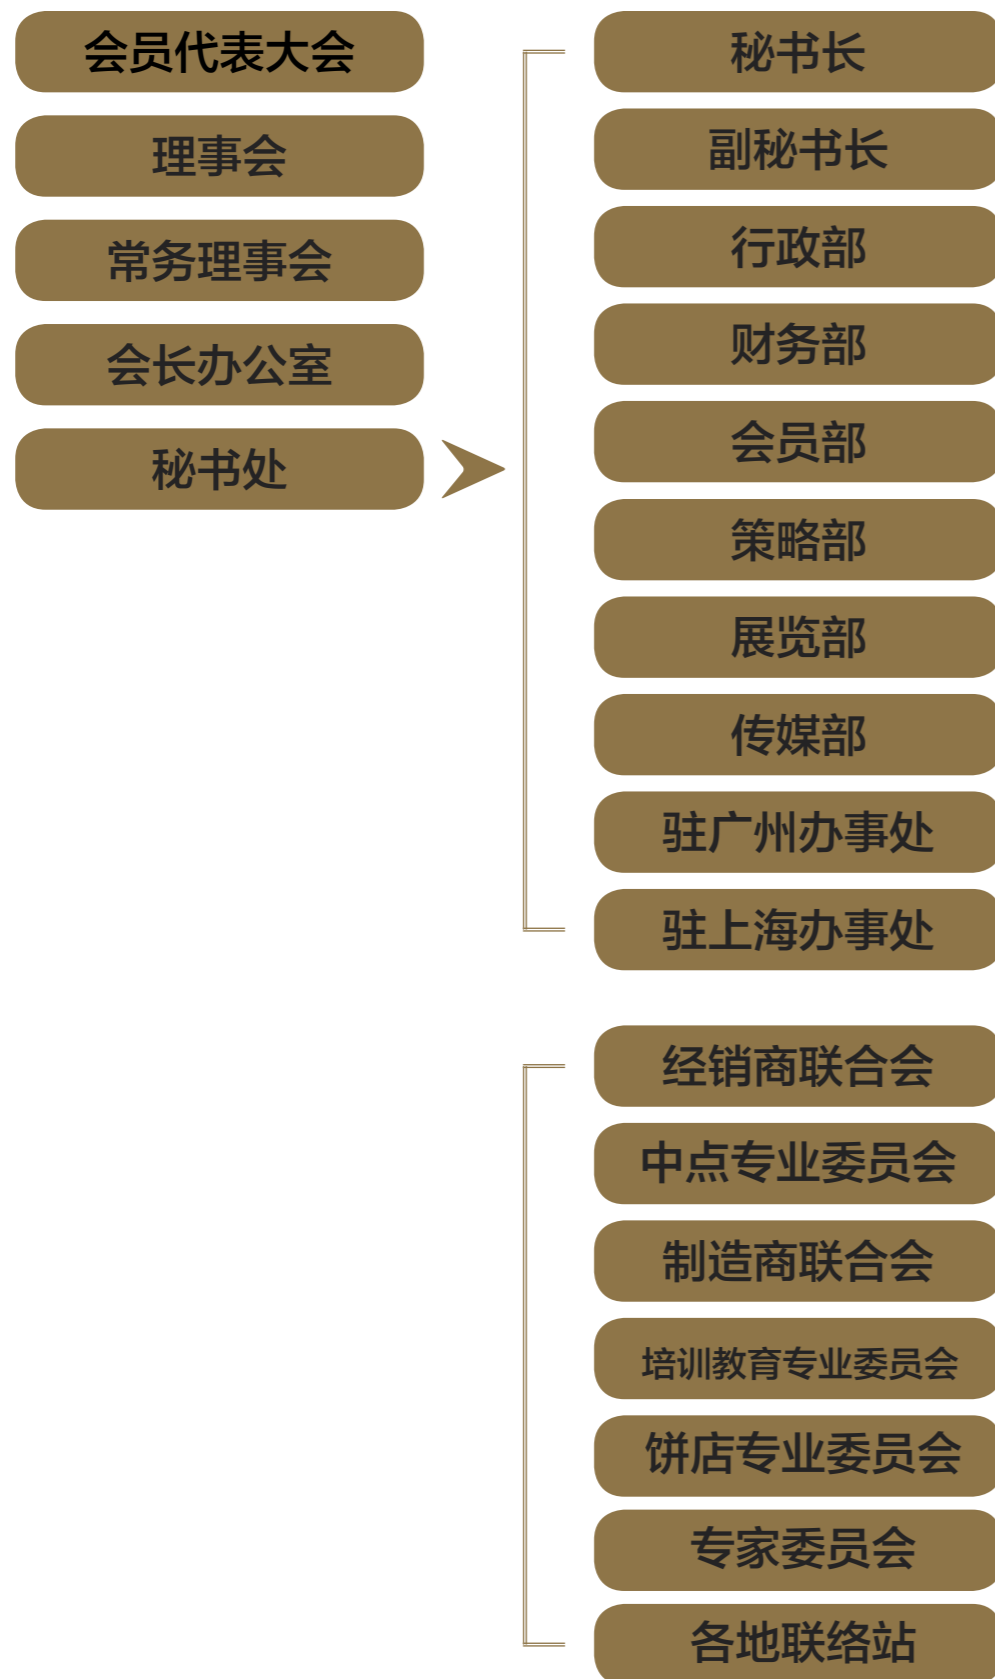 会员代表大会
理事会
常务理事会
会长办公室
秘书处
秘书长
副秘书长
行政部
财务部
会员部
策略部
展览部
传媒部
驻广州办事处
驻上海办事处
经销商联合会
中点专业委员会
制造商联合会
培训教育专业委员会
饼店专业委员会
专家委员会
各地联络站